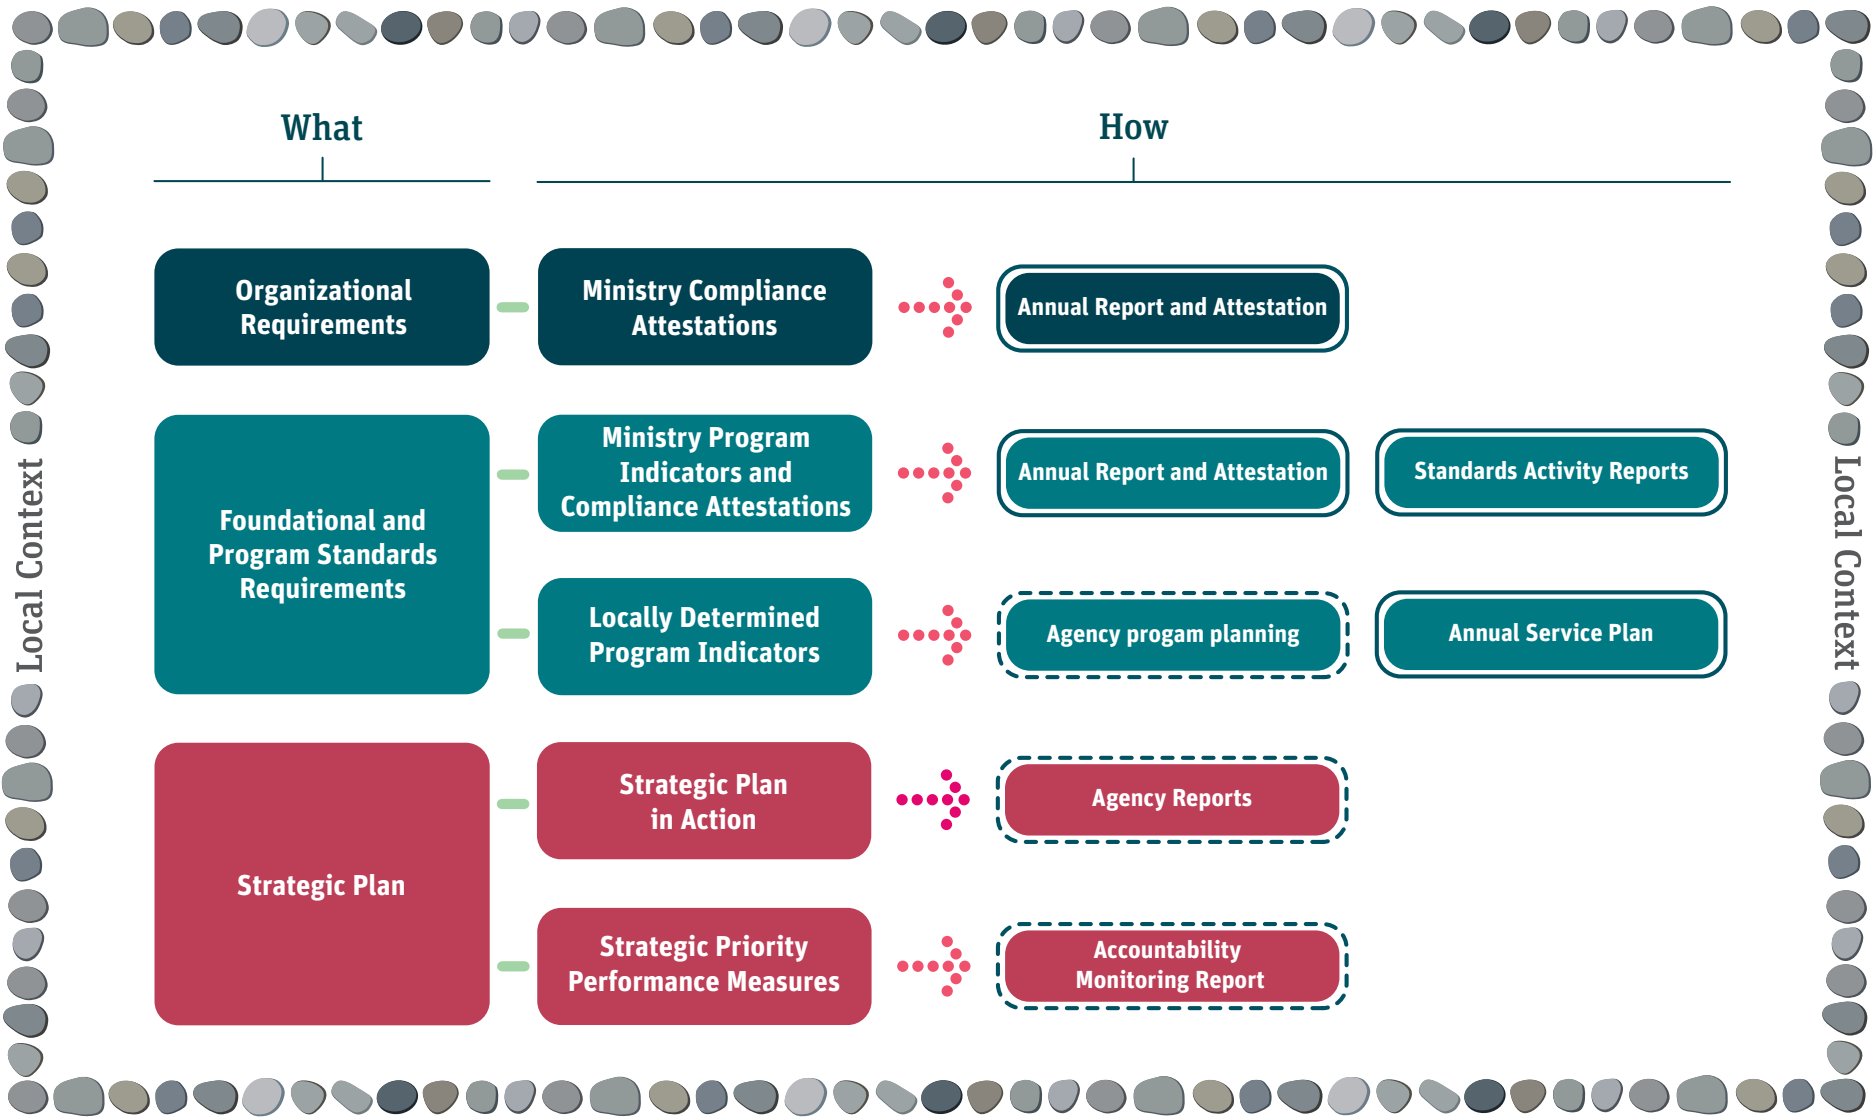 What
How
Organizational
Requirements
Ministry Compliance
Attestations
Annual Report and Attestation
Foundational and
Program Standards
Requirements
Ministry Program
Indicators and
Compliance Attestations
Annual Report and Attestation
Standards Activity Reports
Locally Determined
Program Indicators
Agency progam planning
Annual Service Plan
Strategic Plan
Strategic Plan
in Action
Agency Reports
Strategic Priority
Performance Measures
Accountability
Monitoring Report
Local Context
Local Context